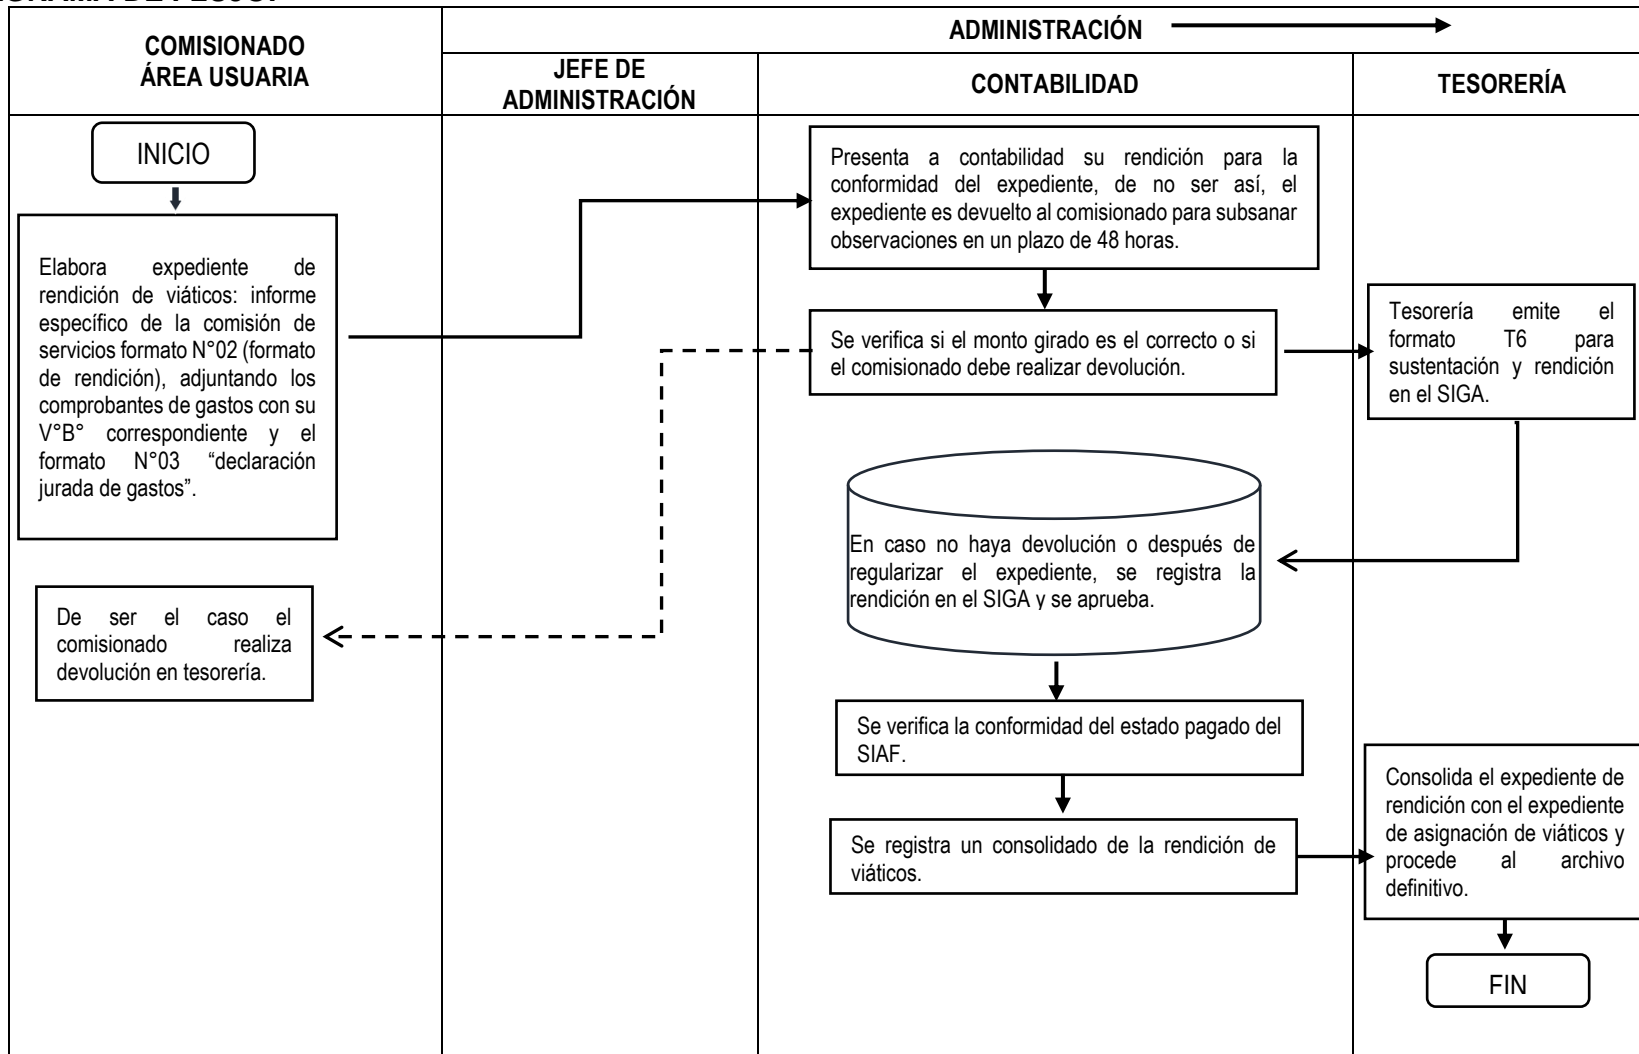 COMISIONADO
ÁREA USUARIA
ADMINISTRACIÓN
JEFE DE
ADMINISTRACIÓN
CONTABILIDAD
TESORERÍA
INICIO
Elabora expediente de
rendición de viáticos: informe
específico de la comisión de
servicios formato N°02 (formato
de rendición), adjuntando los
comprobantes de gastos con su
V°B° correspondiente y el
formato N°03 “declaración
jurada de gastos”.
Presenta a contabilidad su rendición para la
conformidad del expediente, de no ser así, el
expediente es devuelto al comisionado para subsanar
observaciones en un plazo de 48 horas.
Se verifica si el monto girado es el correcto o si
el comisionado debe realizar devolución.
Tesorería emite el
formato T6 para
sustentación y rendición
en el SIGA.
En caso no haya devolución o después de
regularizar el expediente, se registra la
rendición en el SIGA y se aprueba.
De ser el caso el
comisionado realiza
devolución en tesorería.
Se verifica la conformidad del estado pagado del
SIAF.
Se registra un consolidado de la rendición de
viáticos.
Consolida el expediente de
rendición con el expediente
de asignación de viáticos y
procede al archivo
definitivo.
FIN